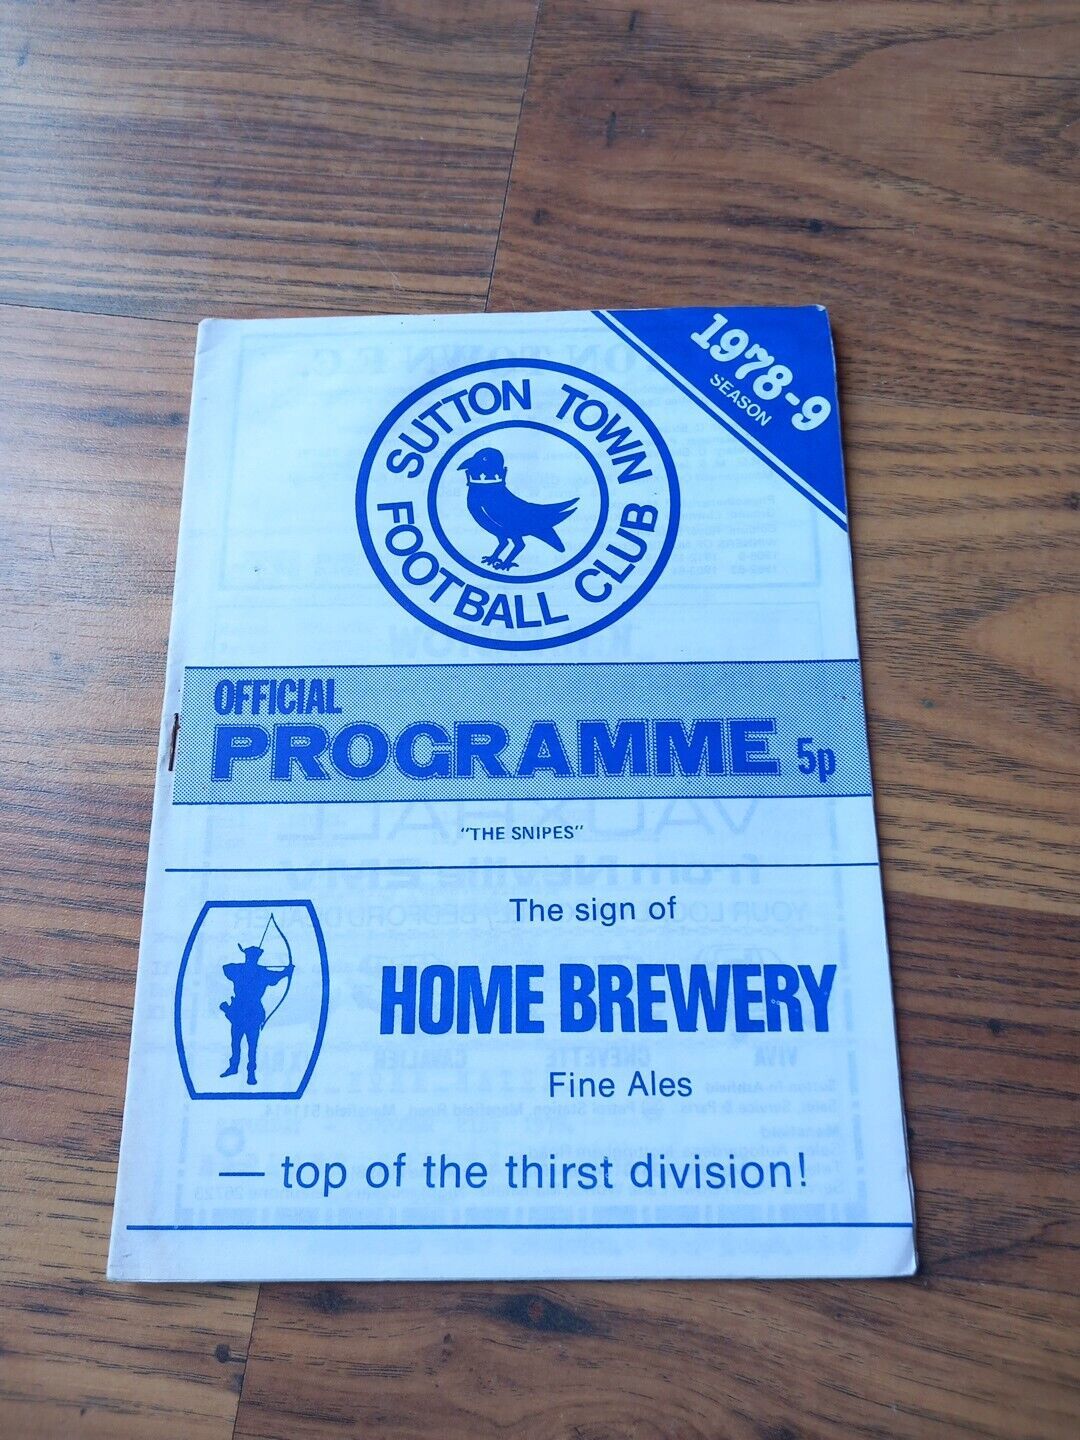 1978-9
SEASON
SUTTON TOWN
FOOTBALL CLUB
OFFICIAL
PROGRAMME 5p
"THE SNIPES"
The sign of
HOME BREWERY
Fine Ales
— top of the thirst division!